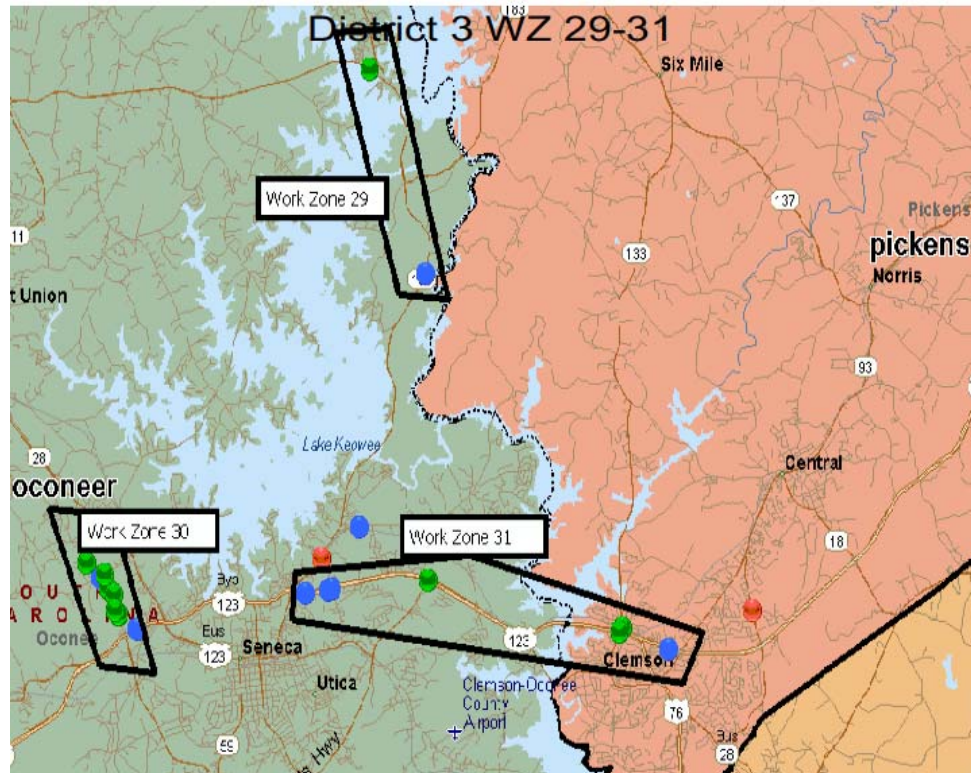 District 3 WZ 29-31
183
Six Mile
Work Zone 29
137
Pickens
11
133
pickens
t Union
Norris
93
Lake Keowee
28
Central
oconeer
Work Zone 30
Work Zone 31
18
S O U T
A R O L I N A
Byp
123
Oconee
Eus
123
Seneca
123
Clemson
Utica
Clemson-Oconee
County
Airport
76
59
s Hwy
Bus
28